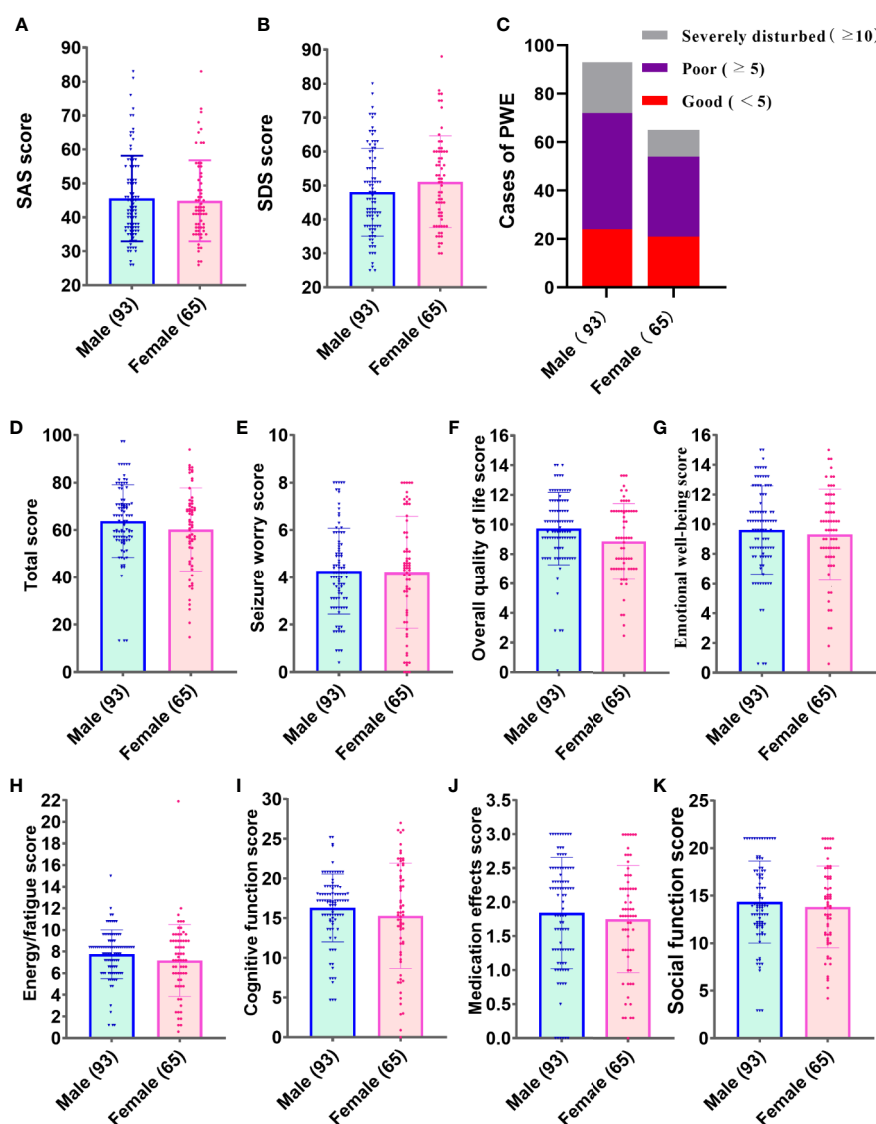 A
SAS score
90
80
70
60
50
40
30
20
Male (93)
Female (65)
B
SDS score
90
80
70
60
50
40
30
20
Male (93)
Female (65)
C
Cases of PWE
100
80
60
40
20
0
Male ( 93)
Female ( 65)
Severely disturbed ( ≥10)
Poor ( ≥ 5)
Good ( < 5)
D
Total score
100
80
60
40
20
0
Male (93)
Female (65)
E
Seizure worry score
10
8
6
4
2
0
Male (93)
Female (65)
F
Overall quality of life score
16
14
12
10
8
6
4
2
0
Male (93)
Female (65)
G
Emotional well-being score
16
14
12
10
8
6
4
2
0
Male (93)
Female (65)
H
Energy/fatigue score
22
20
18
16
14
12
10
8
6
4
2
0
Male (93)
Female (65)
I
Cognitive function score
30
25
20
15
10
5
0
Male (93)
Female (65)
J
Medication effects score
3.5
3.0
2.5
2.0
1.5
1.0
0.5
0.0
Male (93)
Female (65)
K
Social function score
25
20
15
10
5
0
Male (93)
Female (65)